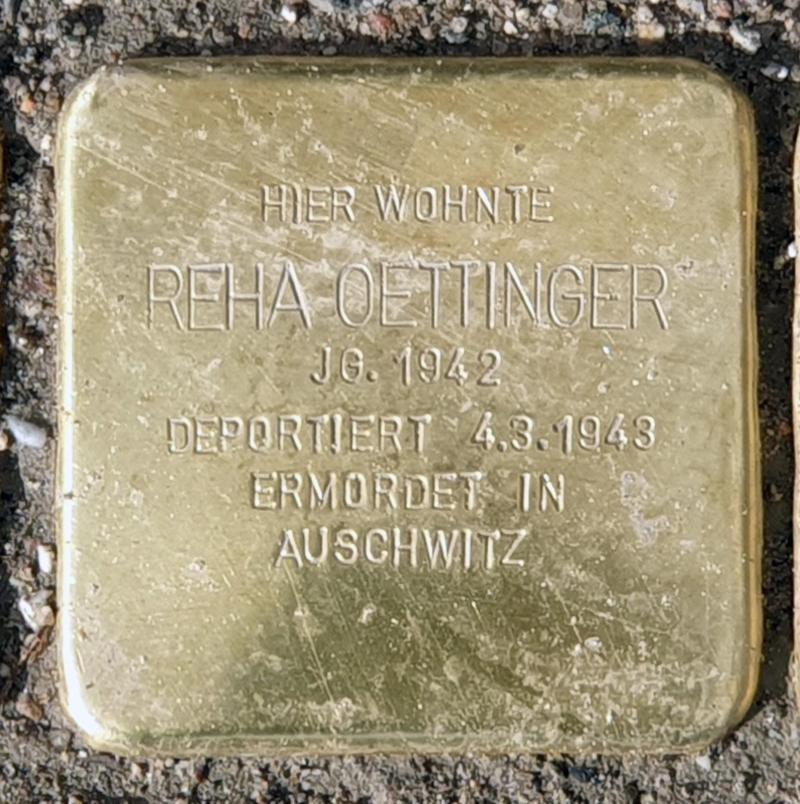 HIER WOHNTE
REHA OETTINGER
JG. 1942
DEPORTIERT 4.3.1943
ERMORDET IN
AUSCHWITZ